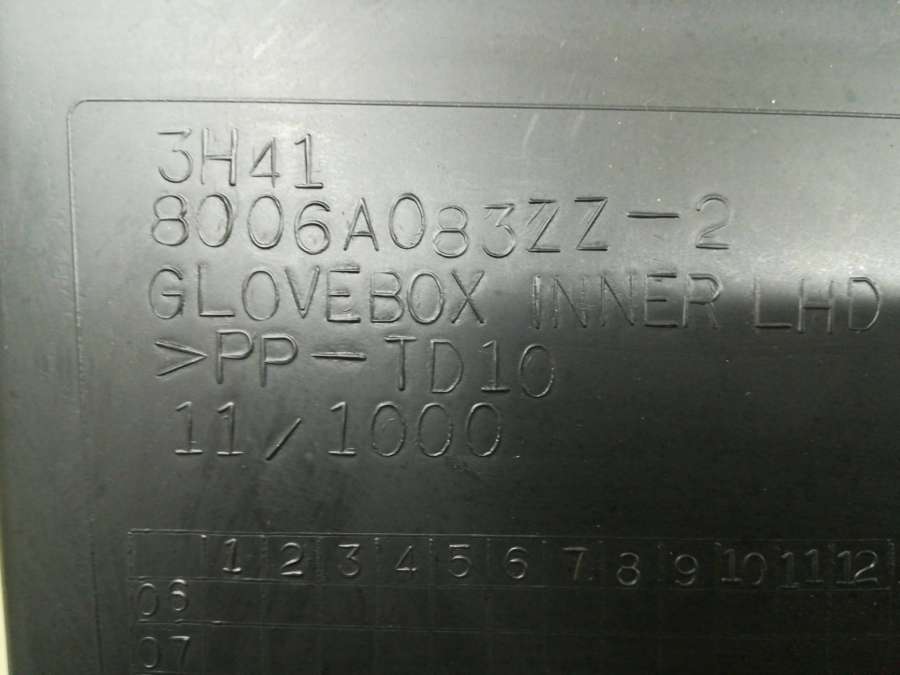 3H41
8006A083ZZ-2
GLOVEBOX INNER LHD
>PP-TD10
11/1000
1 2 3 4 5 6 7 8 9 10 11 12
06
07